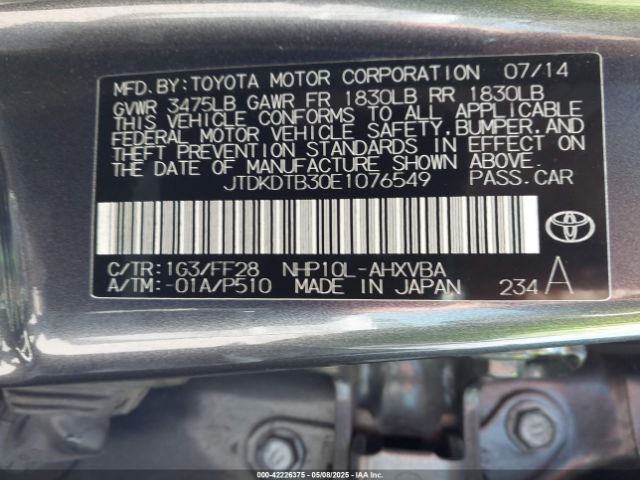 MFD.BY:TOYOTA MOTOR CORPORATION 07/14
GVWR 3475LB GAWR FR 1830LB RR 1830LB
THIS VEHICLE CONFORMS TO ALL APPLICABLE
FEDERAL MOTOR VEHICLE SAFETY,BUMPER,AND
THEFT PREVENTION STANDARDS IN EFFECT ON
THE DATE OF MANUFACTURE SHOWN ABOVE.
JTDKDTB30E1076549 PASS.CAR
C/TR:1G3/FF28 NHP10L-AHXVBA
A/TM:-01A/P510 MADE IN JAPAN 234 A
TOYOTA
000-42226375 - 05/08/2025 - IAA Inc.